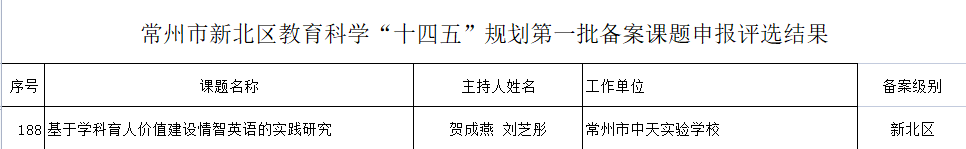 常州市新北区教育科学“十四五”规划第一批备案课题申报评选结果
序号 课题名称 主持人姓名 工作单位 备案级别
188 基于学科育人价值建设情智英语的实践研究 贺成燕 刘芝彤 常州市中天实验学校 新北区